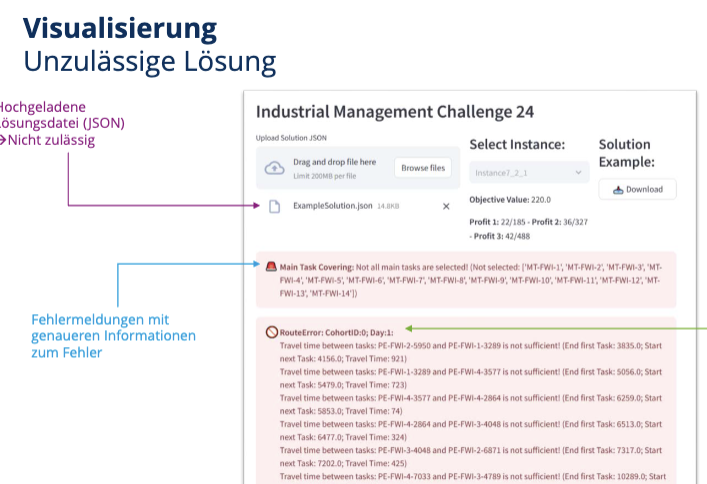 Visualisierung
Unzulässige Lösung
Hochgeladene
Lösungsdatei (JSON)
→Nicht zulässig
Industrial Management Challenge 24
Upload Solution JSON
Drag and drop file here
Limit 200MB per file
Browse files
ExampleSolution.json 14.8KB
Select Instance:
Instance7_2_1
Objective Value: 220.0
Profit 1: 22/185 - Profit 2: 36/327
- Profit 3: 42/488
Solution
Example:
Download
Main Task Covering: Not all main tasks are selected! (Not selected: ['MT-FWI-1', 'MT-FWI-2', 'MT-FWI-3', 'MT-
FWI-4', 'MT-FWI-5', 'MT-FWI-6', 'MT-FWI-7', 'MT-FWI-8', 'MT-FWI-9', 'MT-FWI-10', 'MT-FWI-11', 'MT-FWI-12', 'MT-
FWI-13', 'MT-FWI-14'])
Fehlermeldungen mit
genaueren Informationen
zum Fehler
RouteError: CohortID:0; Day:1:
Travel time between tasks: PE-FWI-2-5950 and PE-FWI-1-3289 is not sufficient! (End first Task: 3835.0; Start
next Task: 4156.0; Travel Time: 921)
Travel time between tasks: PE-FWI-1-3289 and PE-FWI-4-3577 is not sufficient! (End first Task: 5056.0; Start
next Task: 5479.0; Travel Time: 723)
Travel time between tasks: PE-FWI-4-3577 and PE-FWI-4-2864 is not sufficient! (End first Task: 6259.0; Start
next Task: 5853.0; Travel Time: 74)
Travel time between tasks: PE-FWI-4-2864 and PE-FWI-3-4048 is not sufficient! (End first Task: 6513.0; Start
next Task: 6477.0; Travel Time: 324)
Travel time between tasks: PE-FWI-3-4048 and PE-FWI-2-6871 is not sufficient! (End first Task: 7317.0; Start
next Task: 7202.0; Travel Time: 425)
Travel time between tasks: PE-FWI-4-7033 and PE-FWI-3-4789 is not sufficient! (End first Task: 10289.0; Start